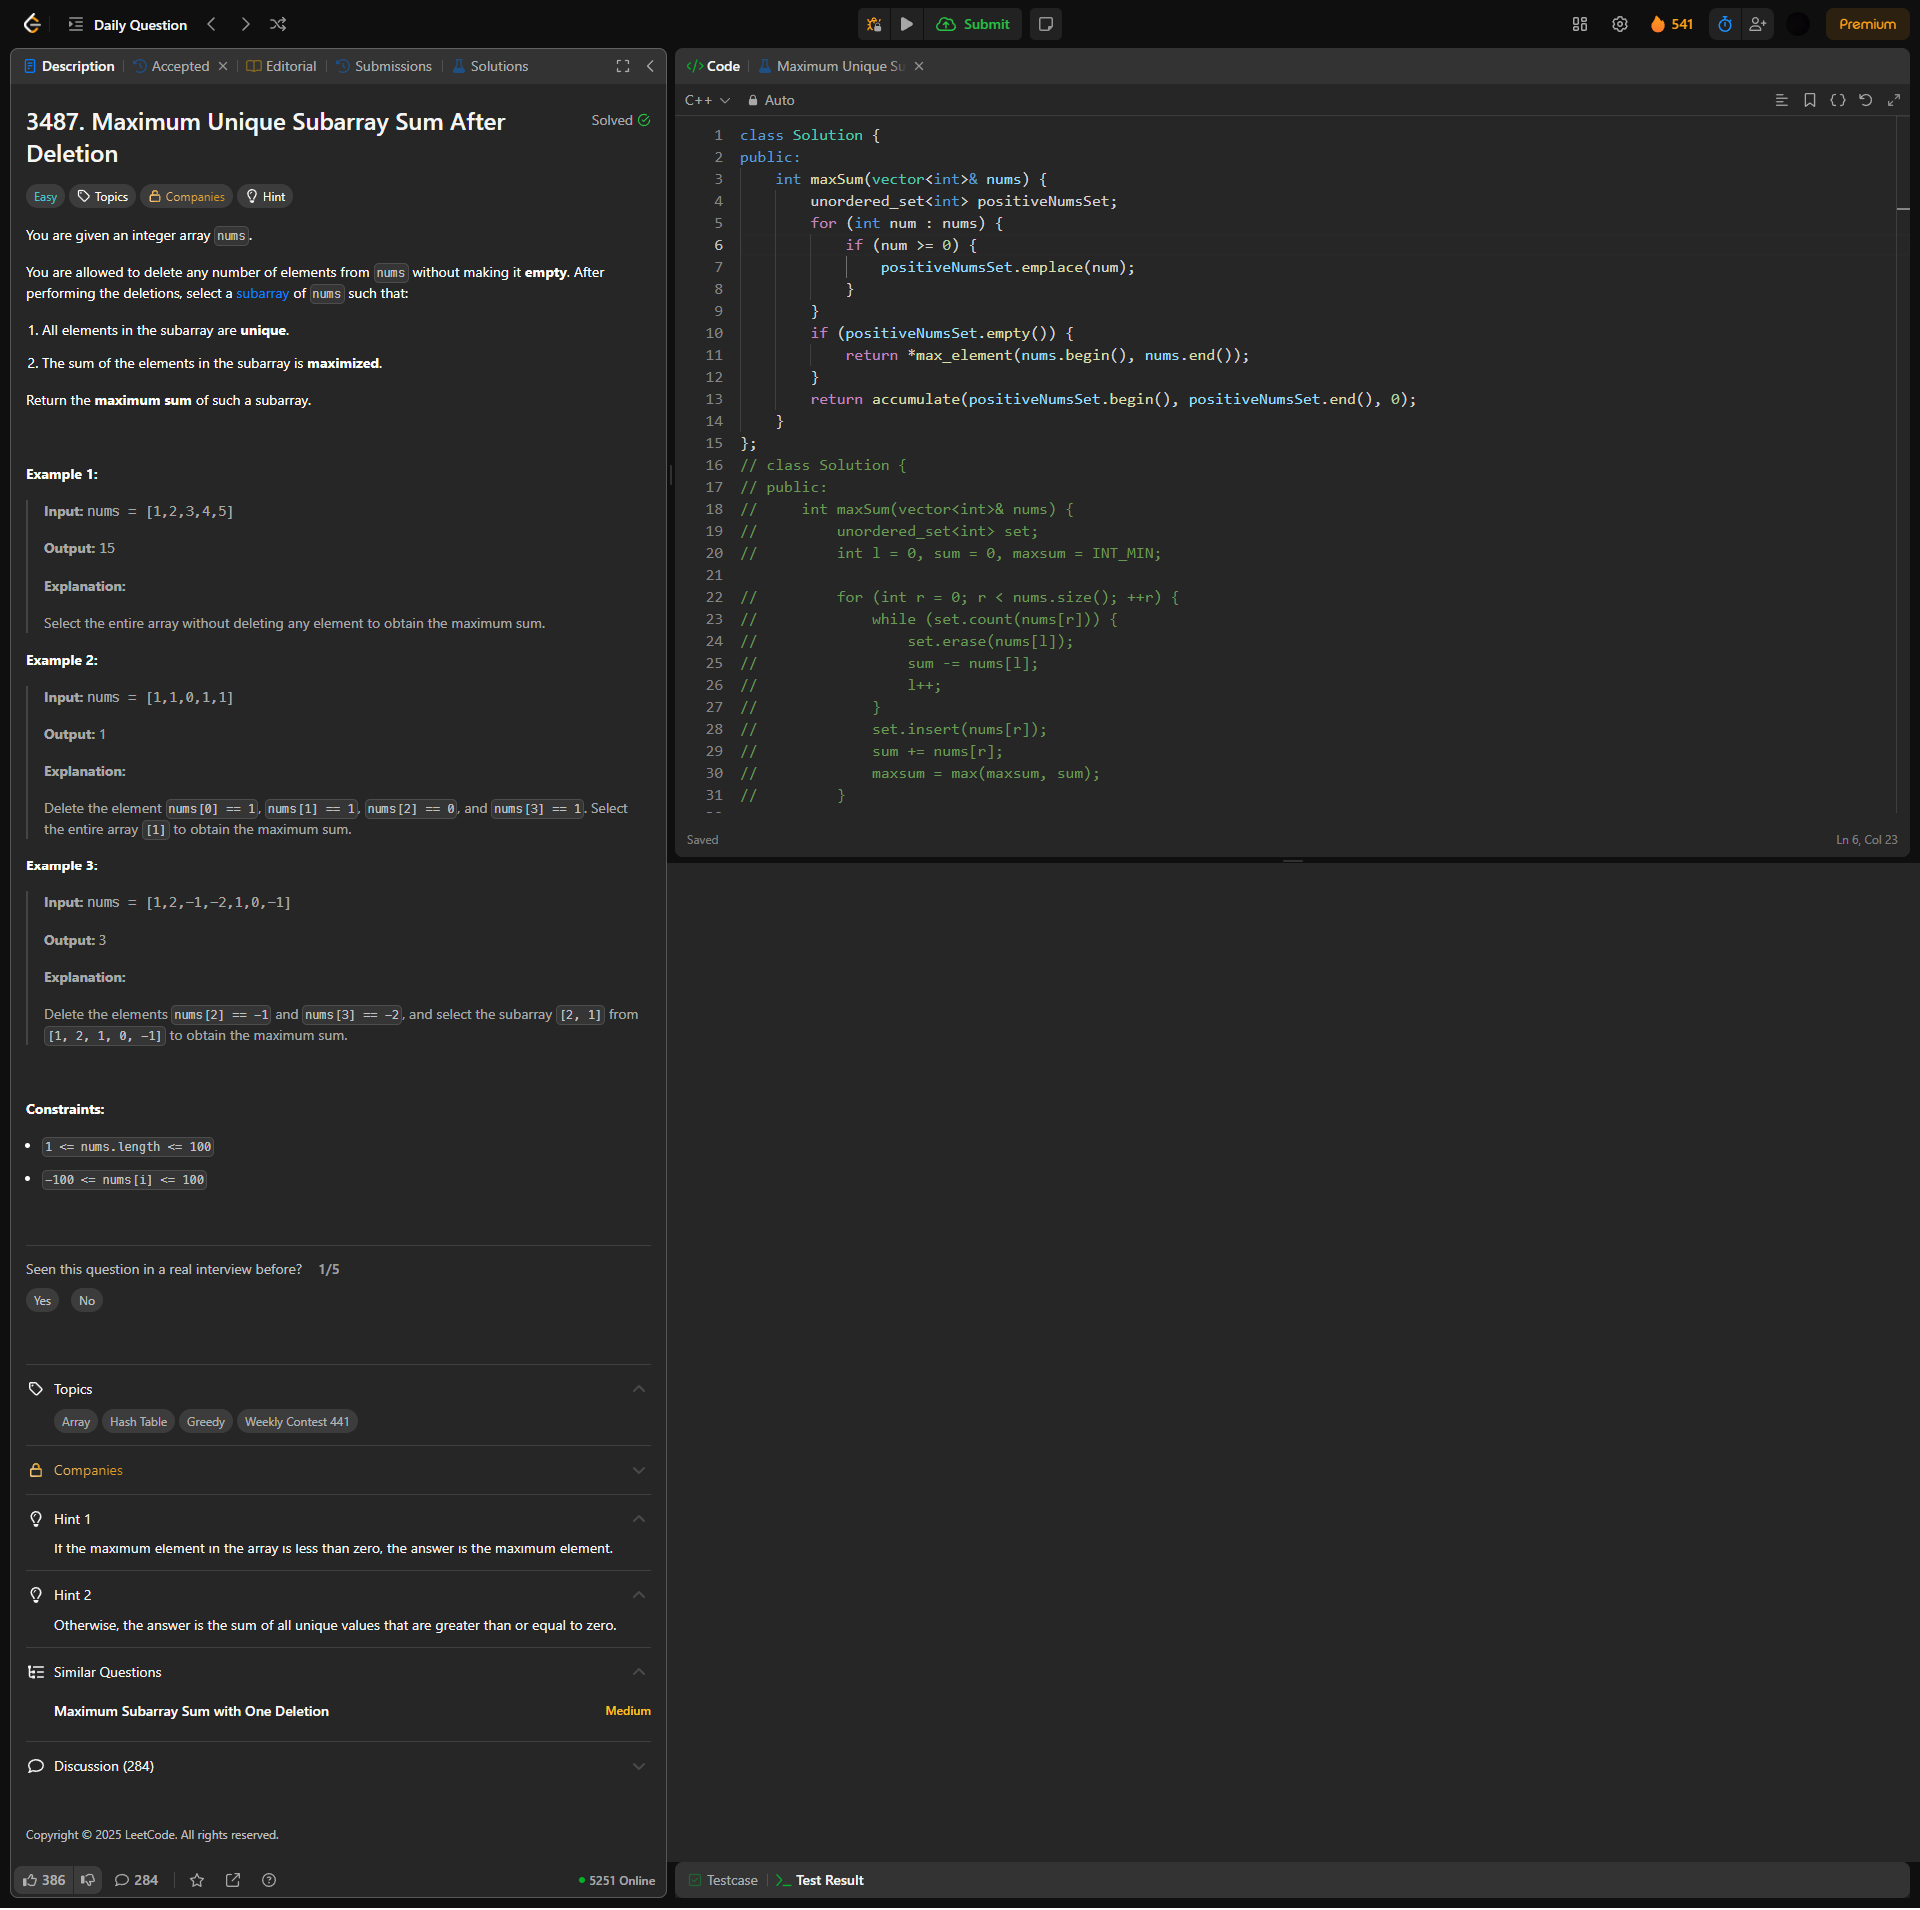 Daily Question
Submit
541
Premium
Description
Accepted
Editorial
Submissions
Solutions
3487. Maximum Unique Subarray Sum After
Deletion
Solved
Easy
Topics
Companies
Hint
You are given an integer array nums.
You are allowed to delete any number of elements from nums without making it empty. After
performing the deletions, select a subarray of nums such that:
1. All elements in the subarray are unique.
2. The sum of the elements in the subarray is maximized.
Return the maximum sum of such a subarray.
Example 1:
Input: nums = [1,2,3,4,5]
Output: 15
Explanation:
Select the entire array without deleting any element to obtain the maximum sum.
Example 2:
Input: nums = [1,1,0,1,1]
Output: 1
Explanation:
Delete the element nums[0] == 1, nums[1] == 1, nums[2] == 0, and nums[3] == 1. Select
the entire array [1] to obtain the maximum sum.
Example 3:
Input: nums = [1,2,-1,-2,1,0,-1]
Output: 3
Explanation:
Delete the elements nums[2] == -1 and nums[3] == -2, and select the subarray [2, 1] from
[1, 2, 1, 0, -1] to obtain the maximum sum.
Constraints:
1 <= nums.length <= 100
-100 <= nums[i] <= 100
Seen this question in a real interview before? 1/5
Yes
No
Topics
Array
Hash Table
Greedy
Weekly Contest 441
Companies
Hint 1
If the maximum element in the array is less than zero, the answer is the maximum element.
Hint 2
Otherwise, the answer is the sum of all unique values that are greater than or equal to zero.
Similar Questions
Maximum Subarray Sum with One Deletion
Medium
Discussion (284)
Copyright © 2025 LeetCode. All rights reserved.
386
284
5251 Online
</> Code
Maximum Unique Su
C++
Auto
1 class Solution {
2 public:
3     int maxSum(vector<int>& nums) {
4         unordered_set<int> positiveNumsSet;
5         for (int num : nums) {
6             if (num >= 0) {
7                 positiveNumsSet.emplace(num);
8             }
9         }
10         if (positiveNumsSet.empty()) {
11             return *max_element(nums.begin(), nums.end());
12         }
13         return accumulate(positiveNumsSet.begin(), positiveNumsSet.end(), 0);
14     }
15 };
16 // class Solution {
17 // public:
18 //     int maxSum(vector<int>& nums) {
19 //         unordered_set<int> set;
20 //         int l = 0, sum = 0, maxsum = INT_MIN;
21
22 //         for (int r = 0; r < nums.size(); ++r) {
23 //             while (set.count(nums[r])) {
24 //                 set.erase(nums[l]);
25 //                 sum -= nums[l];
26 //                 l++;
27 //             }
28 //             set.insert(nums[r]);
29 //             sum += nums[r];
30 //             maxsum = max(maxsum, sum);
31 //         }
Saved
Ln 6, Col 23
Testcase
Test Result